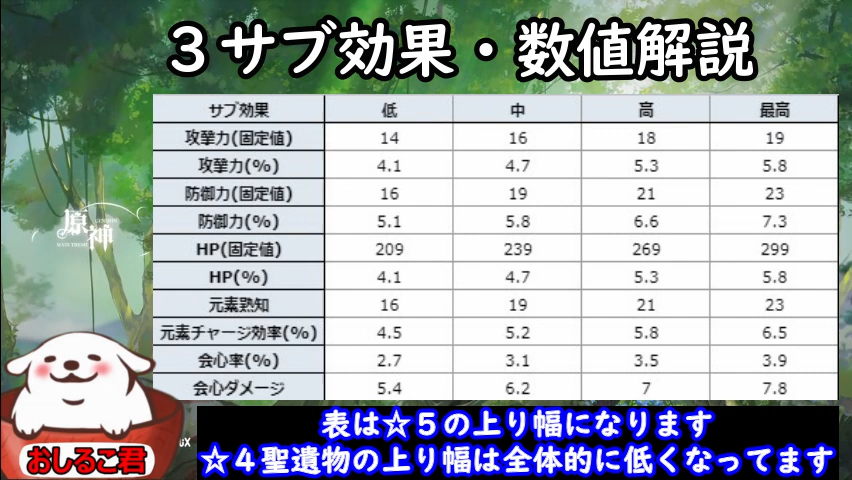 ３サブ効果・数値解説
サブ効果 低 中 高 最高
攻撃力(固定値) 14 16 18 19
攻撃力(%) 4.1 4.7 5.3 5.8
防御力(固定値) 16 19 21 23
防御力(%) 5.1 5.8 6.6 7.3
HP(固定値) 209 239 269 299
HP(%) 4.1 4.7 5.3 5.8
元素熟知 16 19 21 23
元素チャージ効率(%) 4.5 5.2 5.8 6.5
会心率(%) 2.7 3.1 3.5 3.9
会心ダメージ 5.4 6.2 7 7.8
原神
GENSHIN
おしるこ君
表は☆５の上り幅になります
☆４聖遺物の上り幅は全体的に低くなってます